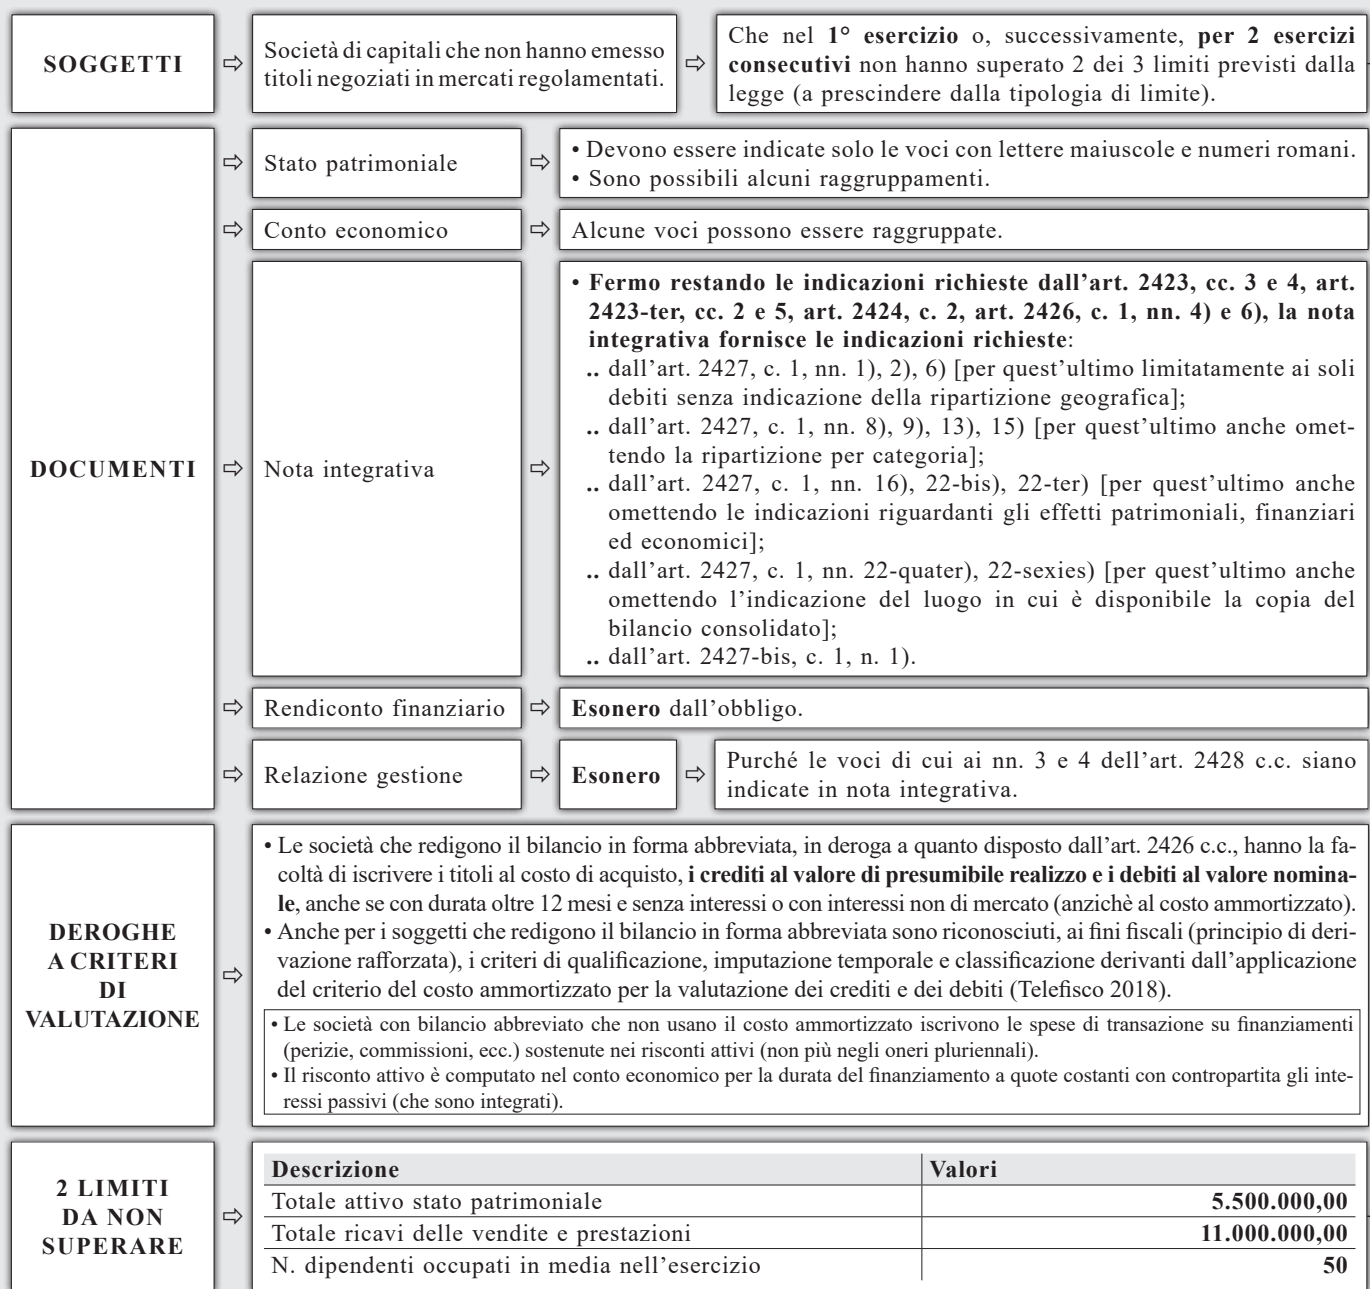 SOGGETTI
⇨
Società di capitali che non hanno emesso
titoli negoziati in mercati regolamentati.
⇨
Che nel 1° esercizio o, successivamente, per 2 esercizi
consecutivi non hanno superato 2 dei 3 limiti previsti dalla
legge (a prescindere dalla tipologia di limite).
DOCUMENTI
⇨
Stato patrimoniale
⇨
• Devono essere indicate solo le voci con lettere maiuscole e numeri romani.
• Sono possibili alcuni raggruppamenti.
⇨
Conto economico
⇨
Alcune voci possono essere raggruppate.
⇨
Nota integrativa
⇨
• Fermo restando le indicazioni richieste dall'art. 2423, cc. 3 e 4, art.
2423-ter, cc. 2 e 5, art. 2424, c. 2, art. 2426, c. 1, nn. 4) e 6), la nota
integrativa fornisce le indicazioni richieste:
.. dall'art. 2427, c. 1, nn. 1), 2), 6) [per quest'ultimo limitatamente ai soli
debiti senza indicazione della ripartizione geografica];
.. dall'art. 2427, c. 1, nn. 8), 9), 13), 15) [per quest'ultimo anche omet-
tendo la ripartizione per categoria];
.. dall'art. 2427, c. 1, nn. 16), 22-bis), 22-ter) [per quest'ultimo anche
omettendo le indicazioni riguardanti gli effetti patrimoniali, finanziari
ed economici];
.. dall'art. 2427, c. 1, nn. 22-quater), 22-sexies) [per quest'ultimo anche
omettendo l'indicazione del luogo in cui è disponibile la copia del
bilancio consolidato];
.. dall'art. 2427-bis, c. 1, n. 1).
⇨
Rendiconto finanziario
⇨
Esonero dall'obbligo.
⇨
Relazione gestione
⇨
Esonero
⇨
Purché le voci di cui ai nn. 3 e 4 dell'art. 2428 c.c. siano
indicate in nota integrativa.
DEROGHE
A CRITERI
DI
VALUTAZIONE
⇨
• Le società che redigono il bilancio in forma abbreviata, in deroga a quanto disposto dall'art. 2426 c.c., hanno la fa-
coltà di iscrivere i titoli al costo di acquisto, i crediti al valore di presumibile realizzo e i debiti al valore nomina-
le, anche se con durata oltre 12 mesi e senza interessi o con interessi non di mercato (anzichè al costo ammortizzato).
• Anche per i soggetti che redigono il bilancio in forma abbreviata sono riconosciuti, ai fini fiscali (principio di deri-
vazione rafforzata), i criteri di qualificazione, imputazione temporale e classificazione derivanti dall'applicazione
del criterio del costo ammortizzato per la valutazione dei crediti e dei debiti (Telefisco 2018).
• Le società con bilancio abbreviato che non usano il costo ammortizzato iscrivono le spese di transazione su finanziamenti
(perizie, commissioni, ecc.) sostenute nei risconti attivi (non più negli oneri pluriennali).
• Il risconto attivo è computato nel conto economico per la durata del finanziamento a quote costanti con contropartita gli inte-
ressi passivi (che sono integrati).
2 LIMITI
DA NON
SUPERARE
⇨
Descrizione Valori
Totale attivo stato patrimoniale 5.500.000,00
Totale ricavi delle vendite e prestazioni 11.000.000,00
N. dipendenti occupati in media nell'esercizio 50